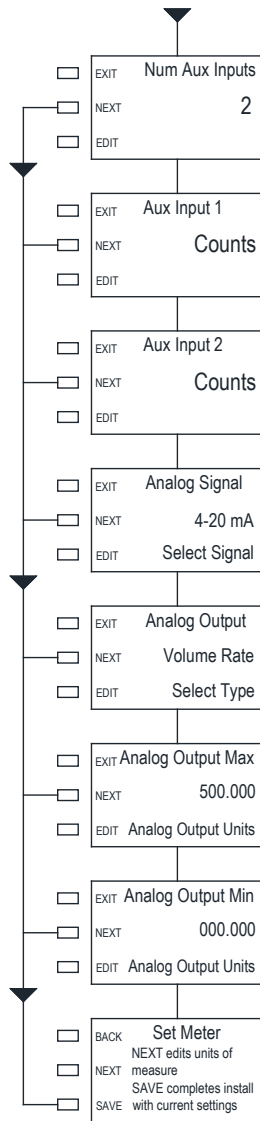 EXIT Num Aux Inputs
NEXT 2
EDIT
EXIT Aux Input 1
NEXT Counts
EDIT
EXIT Aux Input 2
NEXT Counts
EDIT
EXIT Analog Signal
NEXT 4-20 mA
EDIT Select Signal
EXIT Analog Output
NEXT Volume Rate
EDIT Select Type
EXIT Analog Output Max
NEXT 500.000
EDIT Analog Output Units
EXIT Analog Output Min
NEXT 000.000
EDIT Analog Output Units
BACK Set Meter
NEXT edits units of
NEXT measure
SAVE completes install
SAVE with current settings